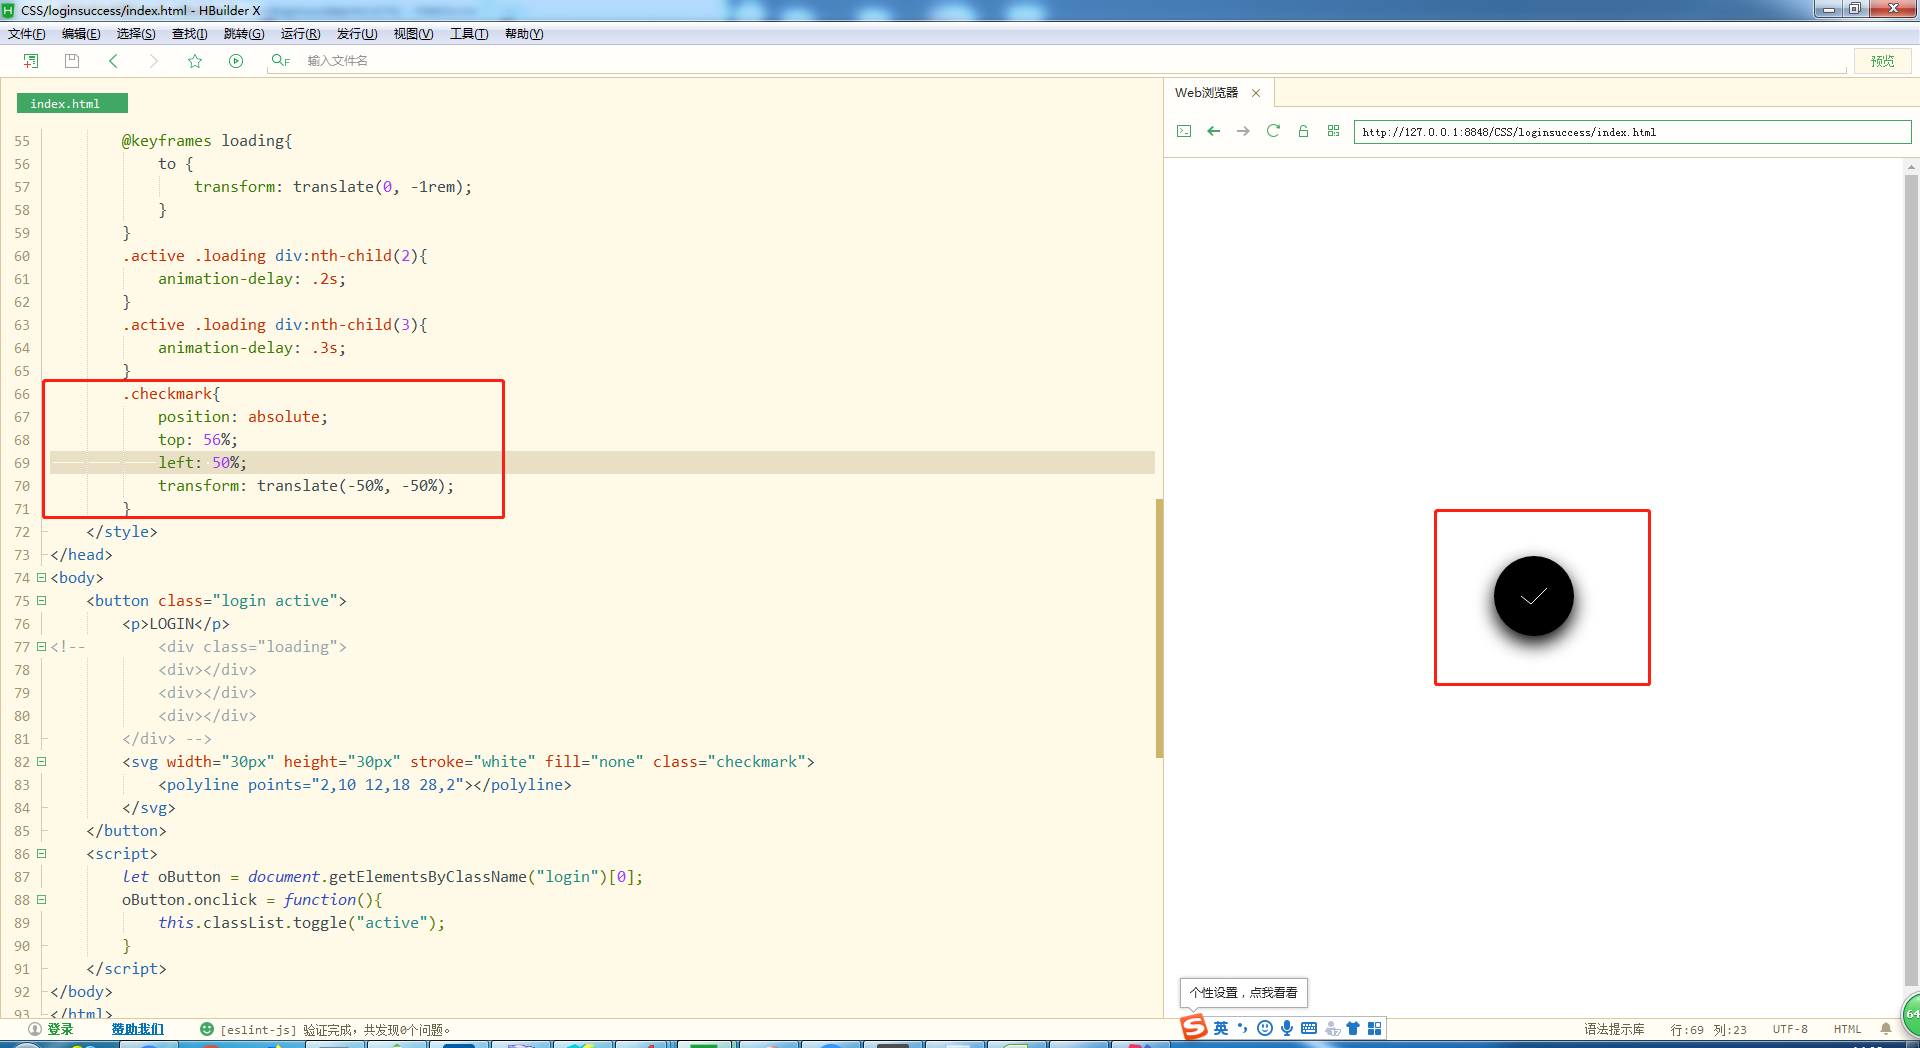 CSS/loginsuccess/index.html - HBuilder X
文件(F) 编辑(E) 选择(S) 查找(I) 跳转(G) 运行(R) 发行(U) 视图(V) 工具(T) 帮助(Y)
输入文件名
预览
index.html
55 @keyframes loading{
56 to {
57 transform: translate(0, -1rem);
58 }
59 }
60 .active .loading div:nth-child(2){
61 animation-delay: .2s;
62 }
63 .active .loading div:nth-child(3){
64 animation-delay: .3s;
65 }
66 .checkmark{
67 position: absolute;
68 top: 56%;
69 left: 50%;
70 transform: translate(-50%, -50%);
71 }
72 </style>
73 </head>
74 <body>
75 <button class="login active">
76 <p>LOGIN</p>
77 <!-- <div class="loading">
78 <div></div>
79 <div></div>
80 <div></div>
81 </div> -->
82 <svg width="30px" height="30px" stroke="white" fill="none" class="checkmark">
83 <polyline points="2,10 12,18 28,2"></polyline>
84 </svg>
85 </button>
86 <script>
87 let oButton = document.getElementsByClassName("login")[0];
88 oButton.onclick = function(){
89 this.classList.toggle("active");
90 }
91 </script>
92 </body>
93 </html>
Web浏览器
http://127.0.0.1:8848/CSS/loginsuccess/index.html
个性设置，点我看看
英
64
登录 赞助我们 [eslint-js] 验证完成，共发现0个问题。
语法提示库 行:69 列:23 UTF-8 HTML